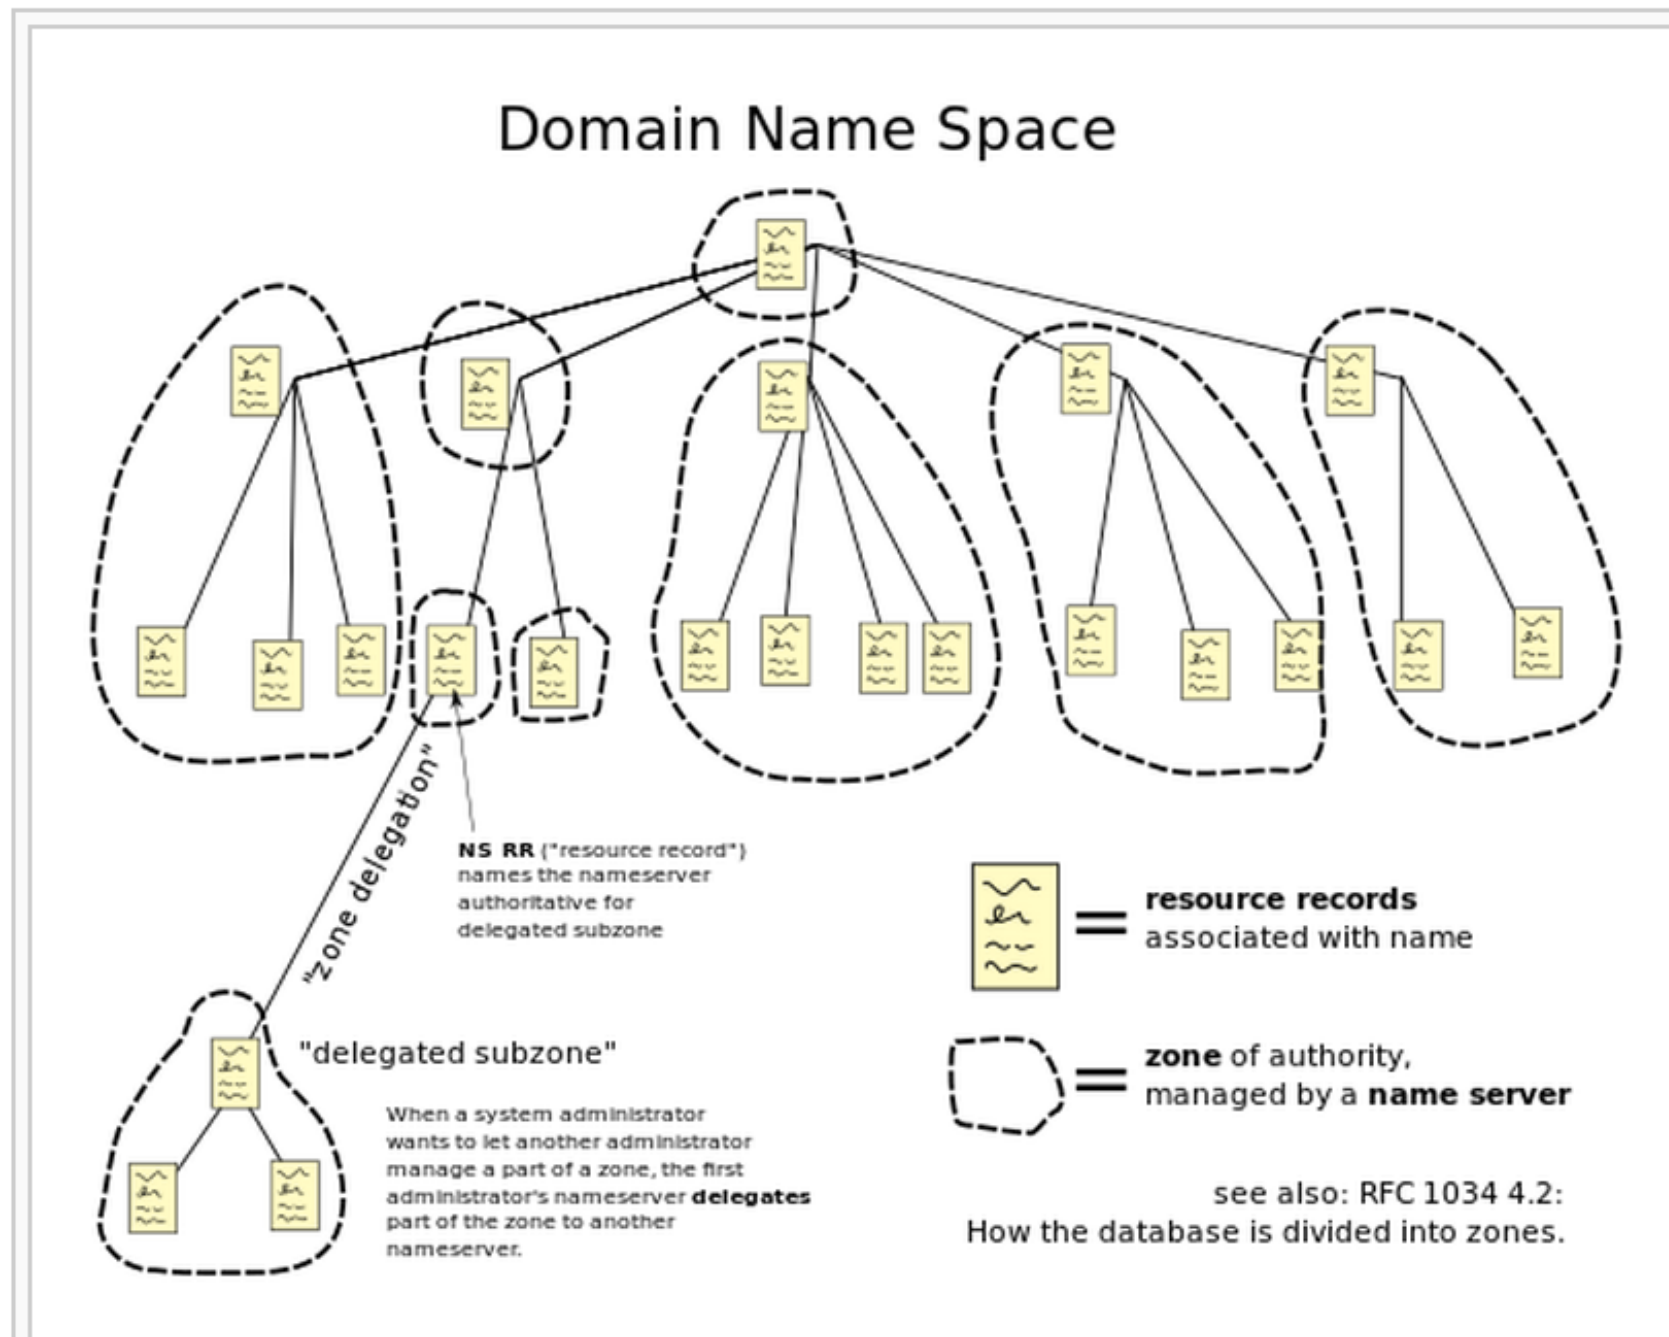 Domain Name Space
"zone delegation"
NS RR ("resource record")
names the nameserver
authoritative for
delegated subzone
resource records
associated with name
"delegated subzone"
zone of authority,
managed by a name server
When a system administrator
wants to let another administrator
manage a part of a zone, the first
administrator's nameserver delegates
part of the zone to another
nameserver.
see also: RFC 1034 4.2:
How the database is divided into zones.